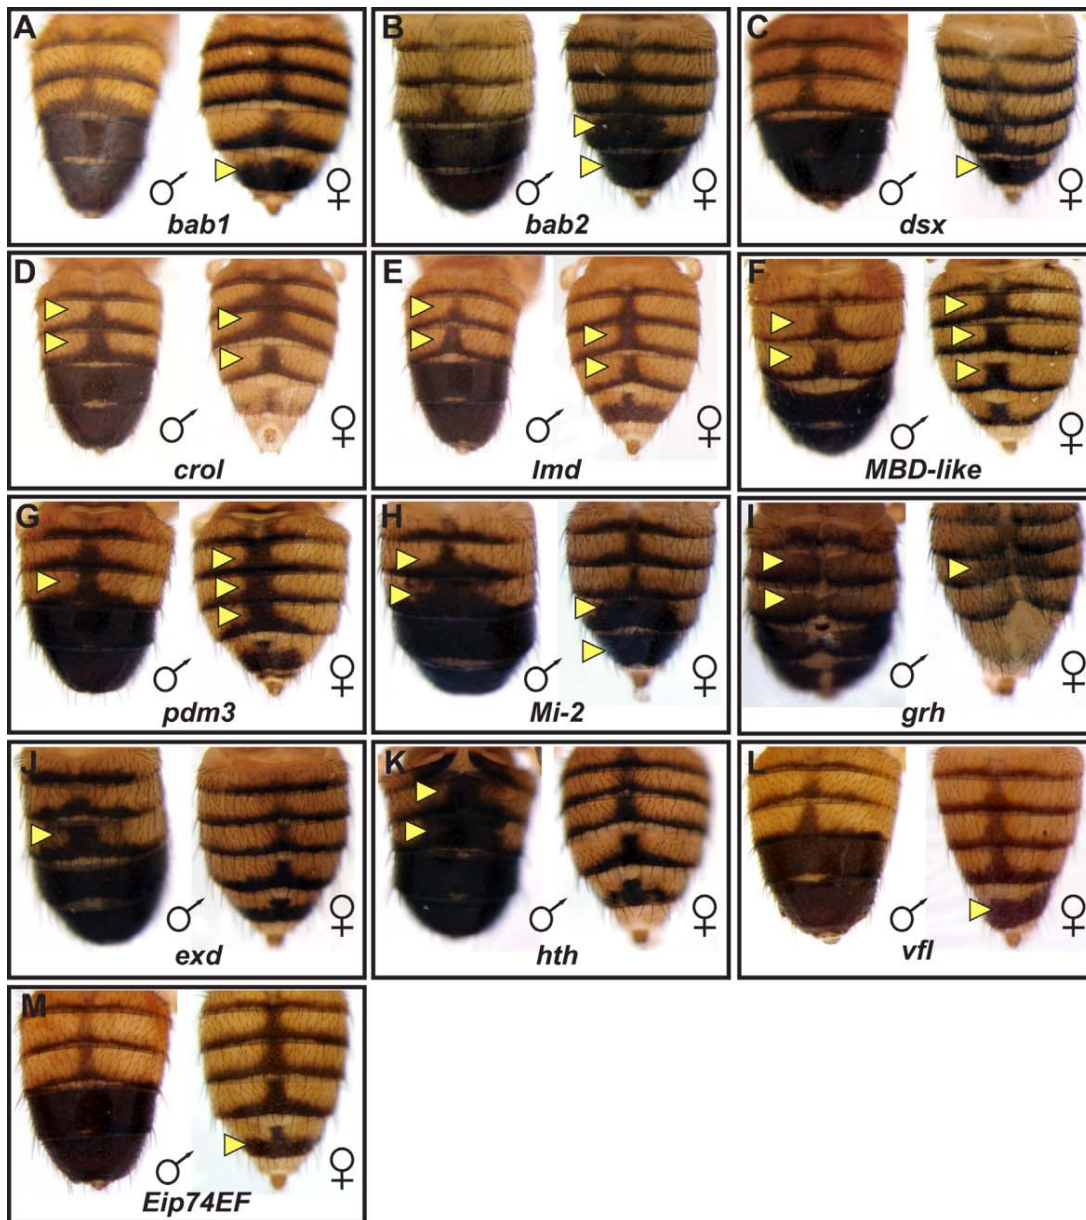 A
♂
♀
bab1
B
♂
♀
bab2
C
♂
♀
dsx
D
♂
♀
crol
E
♂
♀
lmd
F
♂
♀
MBD-like
G
♂
♀
pdm3
H
♂
♀
Mi-2
I
♂
♀
grh
J
♂
♀
exd
K
♂
♀
hth
L
♂
♀
vfl
M
♂
♀
Eip74EF